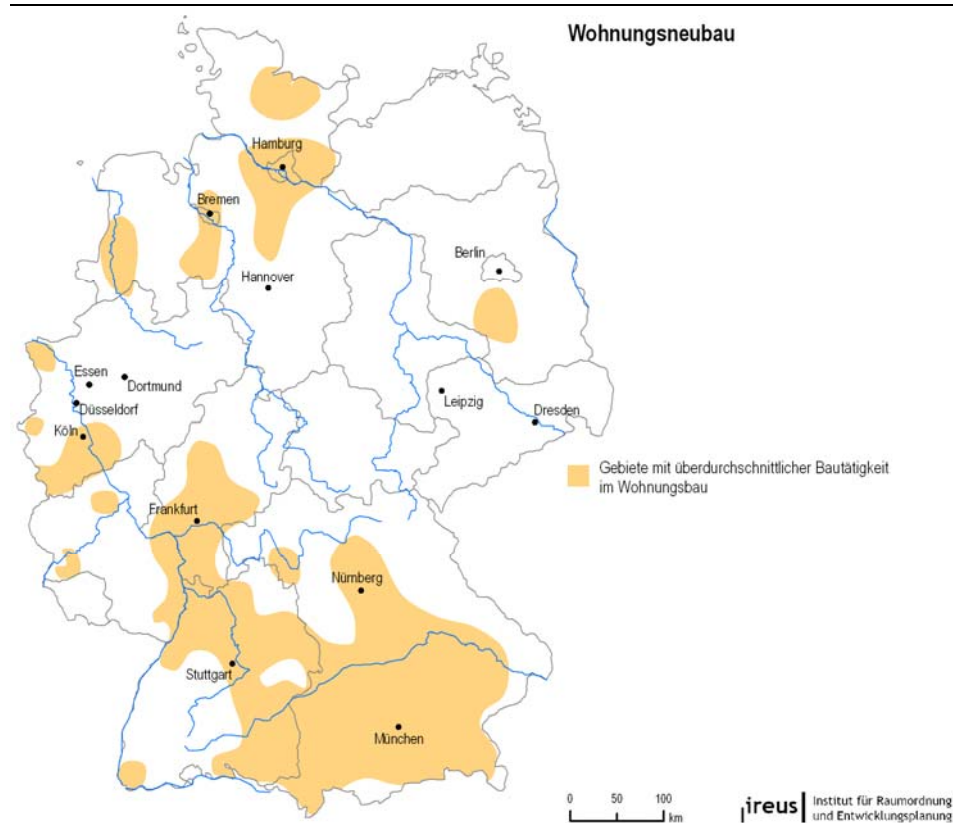 Wohnungsneubau
Hamburg
Bremen
Berlin
Hannover
Essen
Dortmund
Düsseldorf
Köln
Leipzig
Dresden
Gebiete mit überdurchschnittlicher Bautätigkeit
im Wohnungsbau
Frankfurt
Nürnberg
Stuttgart
München
0 50 100
km
ireus
Institut für Raumordnung
und Entwicklungsplanung